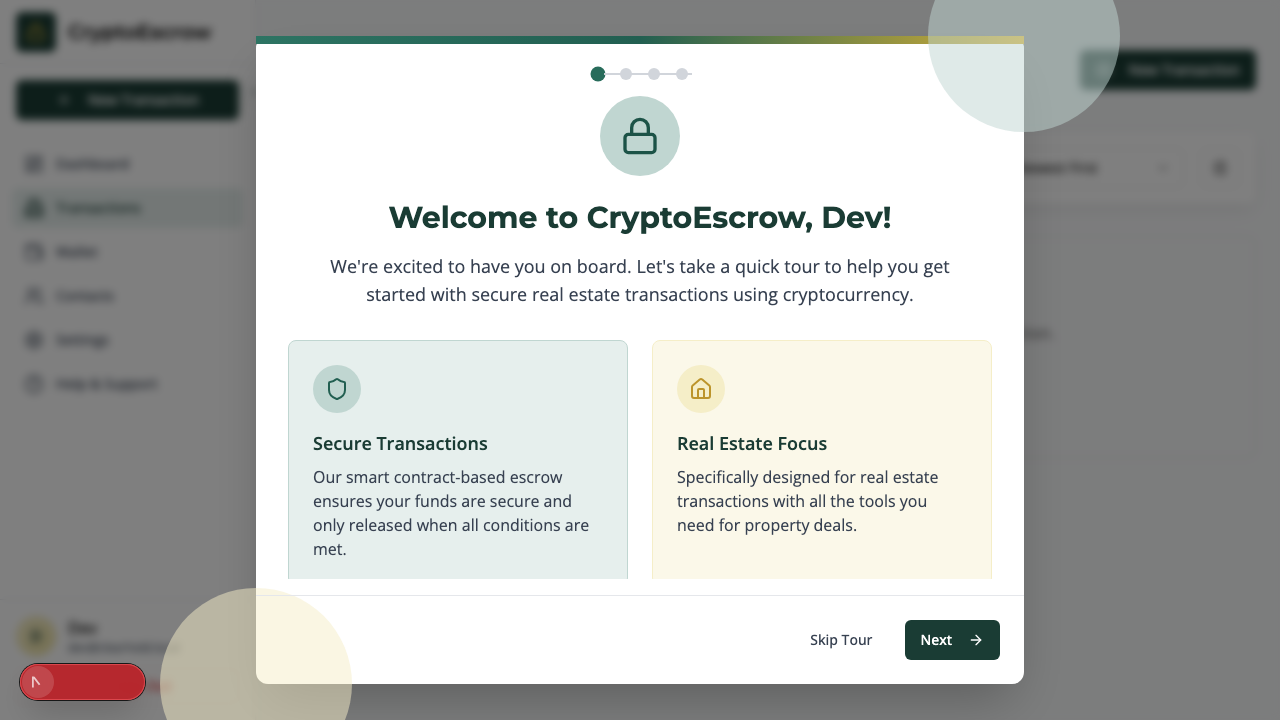 CryptoEscrow
New Transaction
Dashboard
Transactions
Wallet
Contacts
Settings
Help & Support
Dev
New Transaction
Welcome to CryptoEscrow, Dev!
We're excited to have you on board. Let's take a quick tour to help you get
started with secure real estate transactions using cryptocurrency.
Secure Transactions
Our smart contract-based escrow
ensures your funds are secure and
only released when all conditions are
met.
Real Estate Focus
Specifically designed for real estate
transactions with all the tools you
need for property deals.
Skip Tour
Next